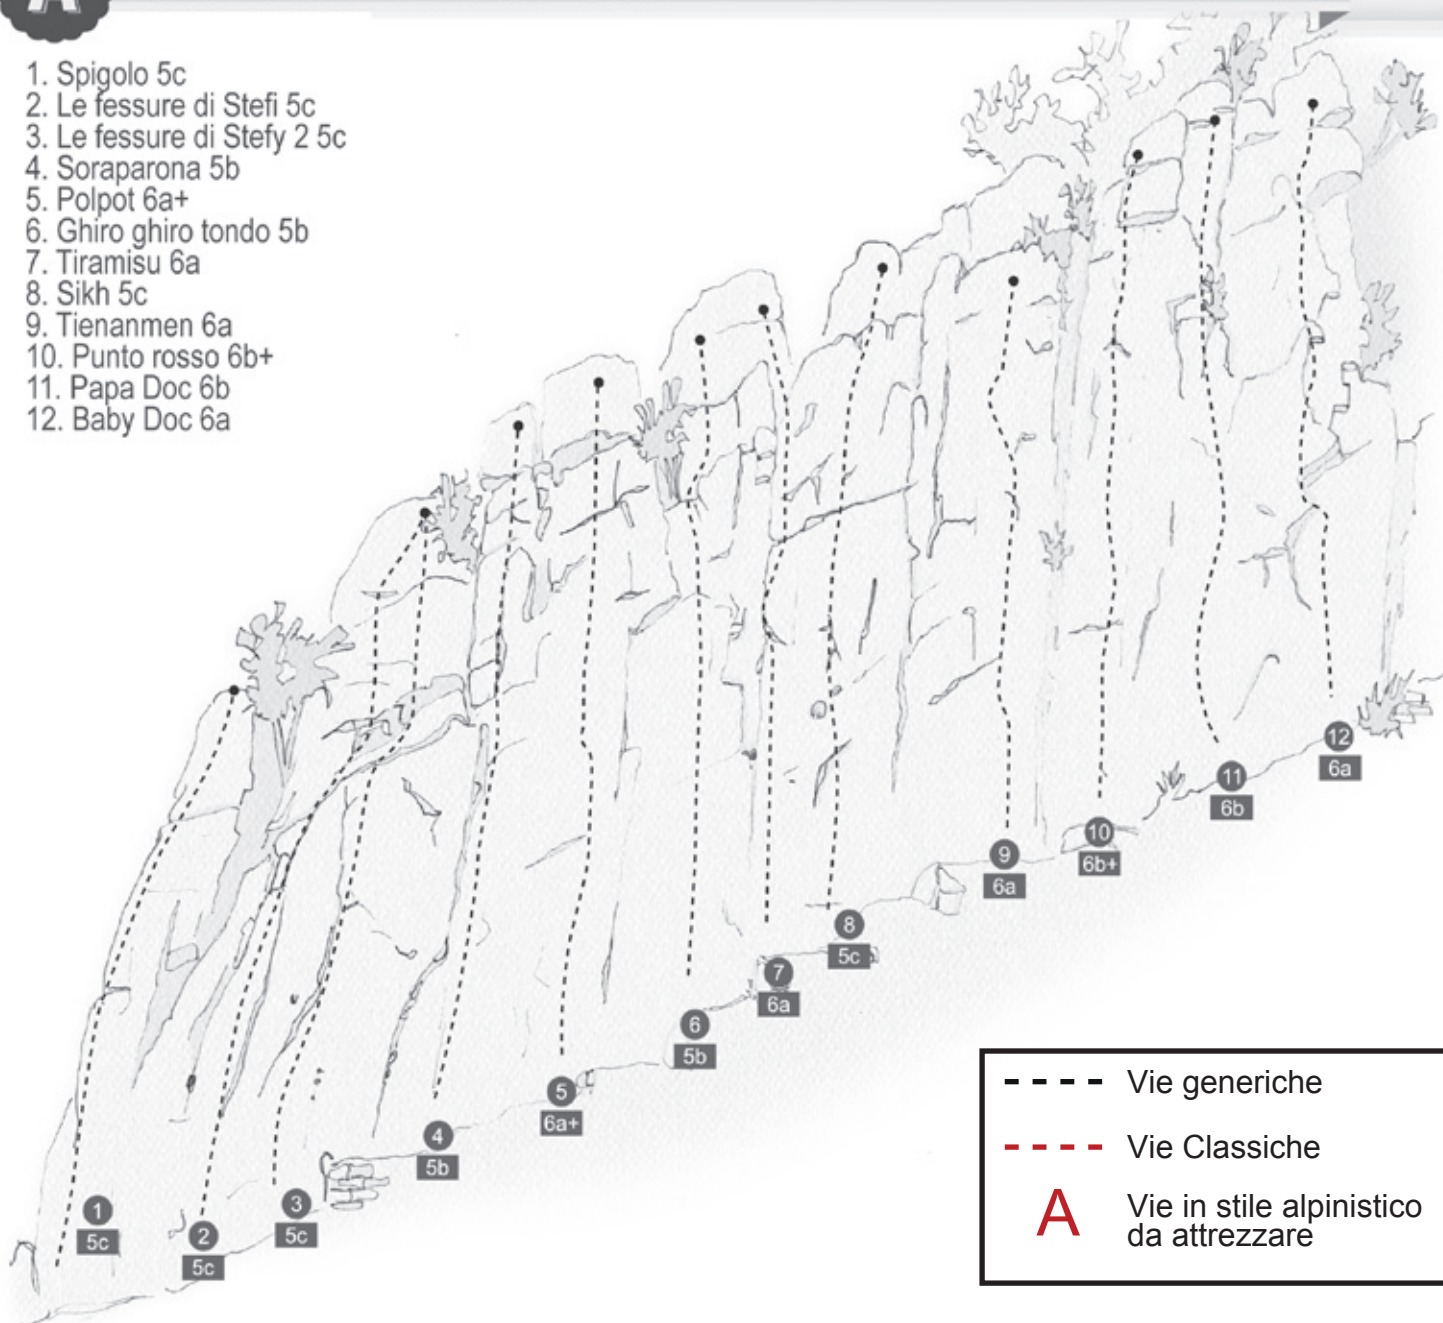 A
1. Spigolo 5c
2. Le fessure di Stefi 5c
3. Le fessure di Stefy 2 5c
4. Soraparona 5b
5. Polpot 6a+
6. Ghiro ghiro tondo 5b
7. Tiramisu 6a
8. Sikh 5c
9. Tienanmen 6a
10. Punto rosso 6b+
11. Papa Doc 6b
12. Baby Doc 6a
12
6a
11
6b
10
6b+
9
6a
8
5c
7
6a
6
5b
5
6a+
4
5b
3
5c
1
5c
2
5c
Vie generiche
Vie Classiche
A
Vie in stile alpinistico
da attrezzare